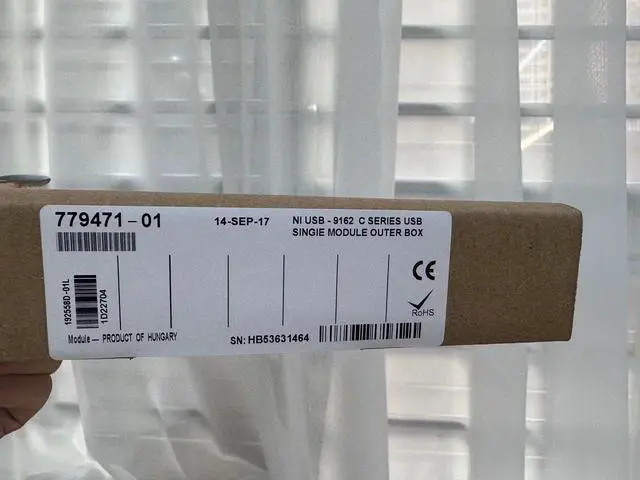 779471-01
14-SEP-17
NI USB - 9162 C SERIES USB
SINGIE MODULE OUTER BOX
192558D-01L
1D22704
CE
RoHS
Module — PRODUCT OF HUNGARY
SN: HB53631464